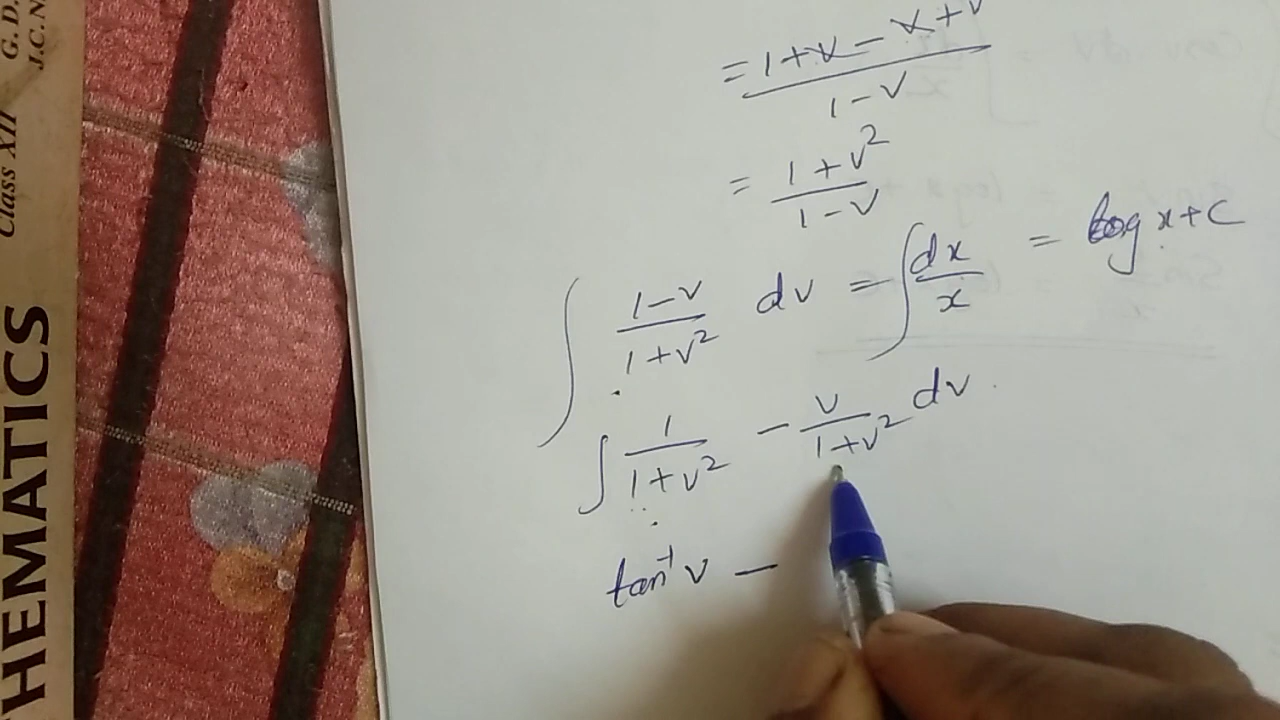 = 1+v-v+v / 1-v
= 1+v² / 1-v
∫ 1-v / 1+v² dv = ∫ dx / x = log x+c
∫ 1 / 1+v² - v / 1+v² dv
tan⁻¹ v -
Class XII
G.D.
J.C.N.
THEMATICS